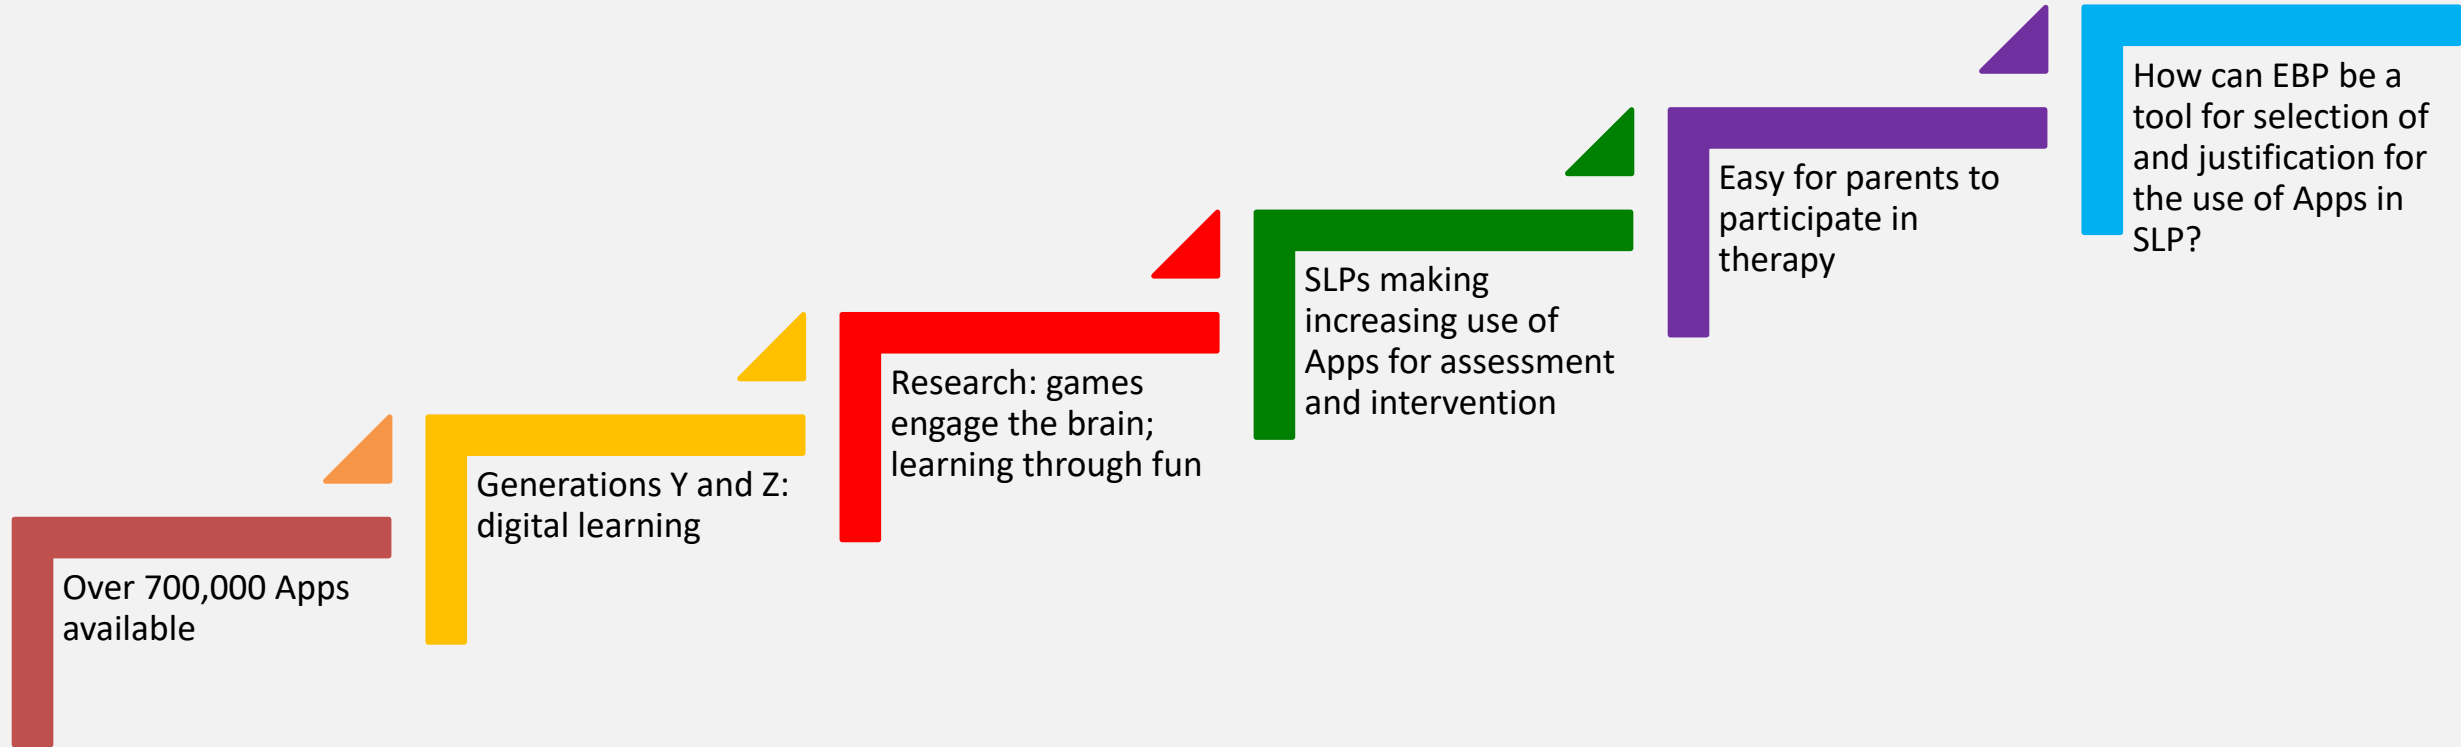 Over 700,000 Apps
available
Generations Y and Z:
digital learning
Research: games
engage the brain;
learning through fun
SLPs making
increasing use of
Apps for assessment
and intervention
Easy for parents to
participate in
therapy
How can EBP be a
tool for selection of
and justification for
the use of Apps in
SLP?